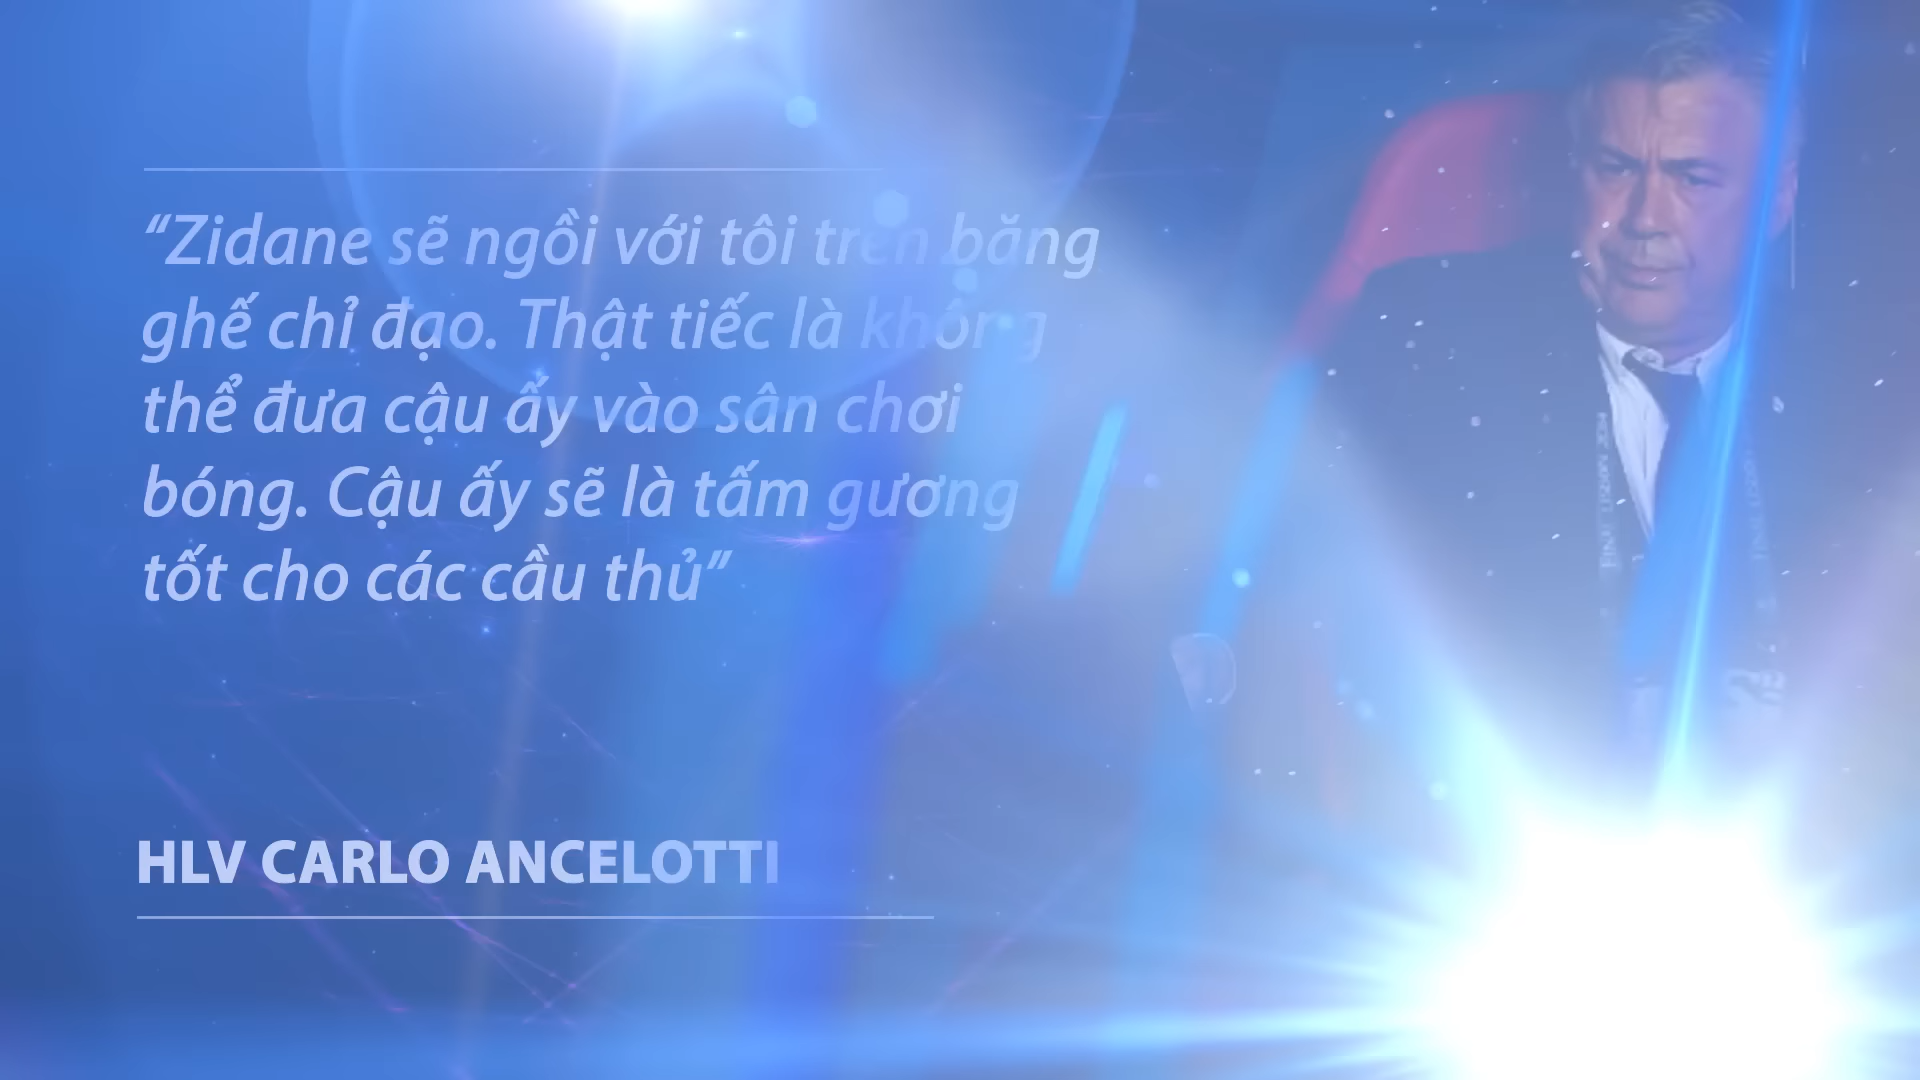 “Zidane sẽ ngồi với tôi trên băng
ghế chỉ đạo. Thật tiếc là không
thể đưa cậu ấy vào sân chơi
bóng. Cậu ấy sẽ là tấm gương
tốt cho các cầu thủ”
HLV CARLO ANCELOTTI